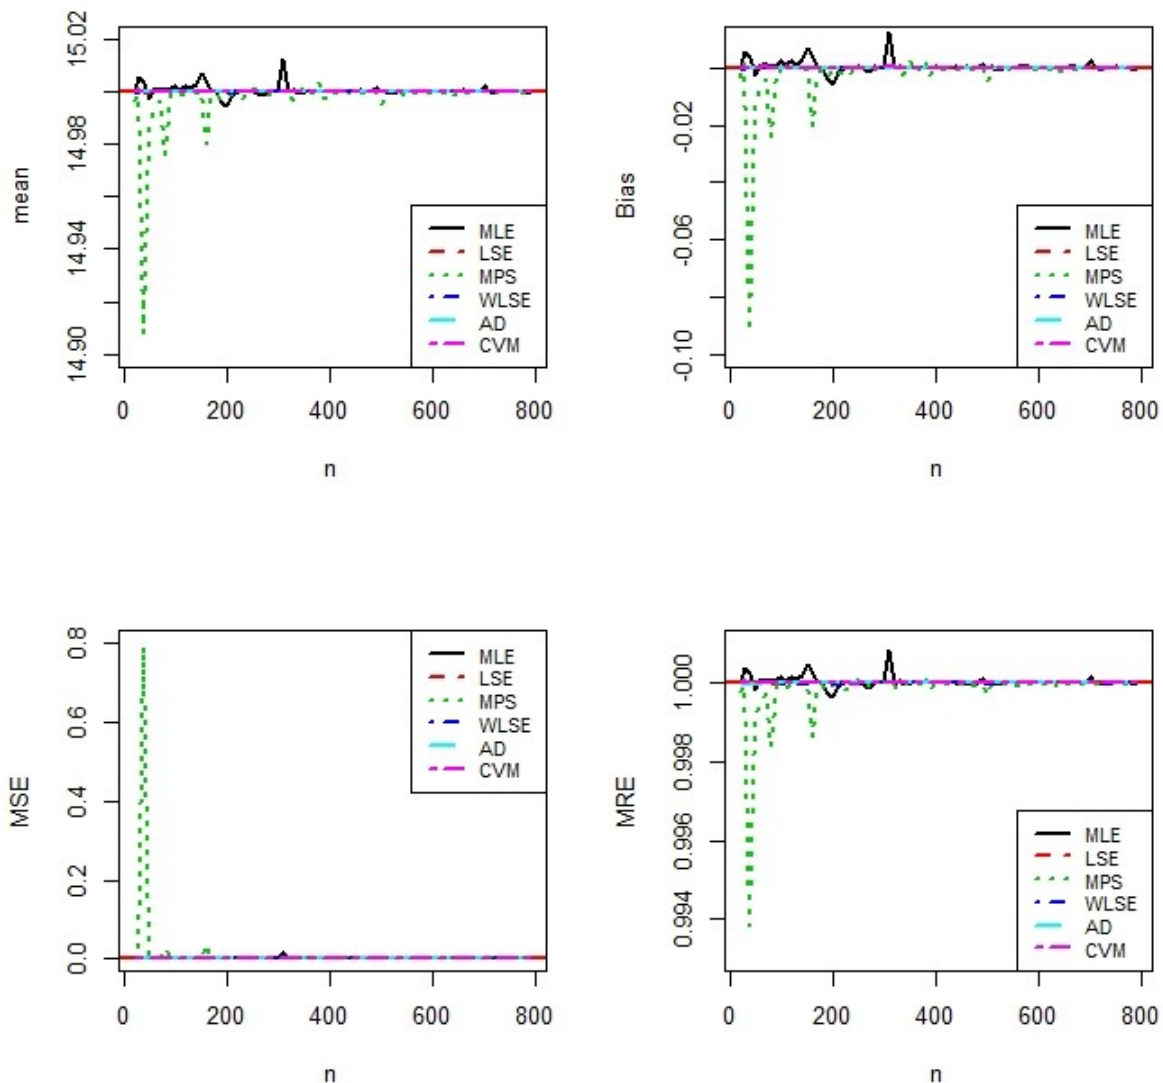 mean
15.02
14.98
14.94
14.90
MLE
LSE
MPS
WLSE
AD
CVM
0 200 400 600 800
n
Bias
-0.02
-0.06
-0.10
MLE
LSE
MPS
WLSE
AD
CVM
0 200 400 600 800
n
MSE
0.8
0.6
0.4
0.2
0.0
MLE
LSE
MPS
WLSE
AD
CVM
0 200 400 600 800
n
MRE
1.000
0.998
0.996
0.994
MLE
LSE
MPS
WLSE
AD
CVM
0 200 400 600 800
n